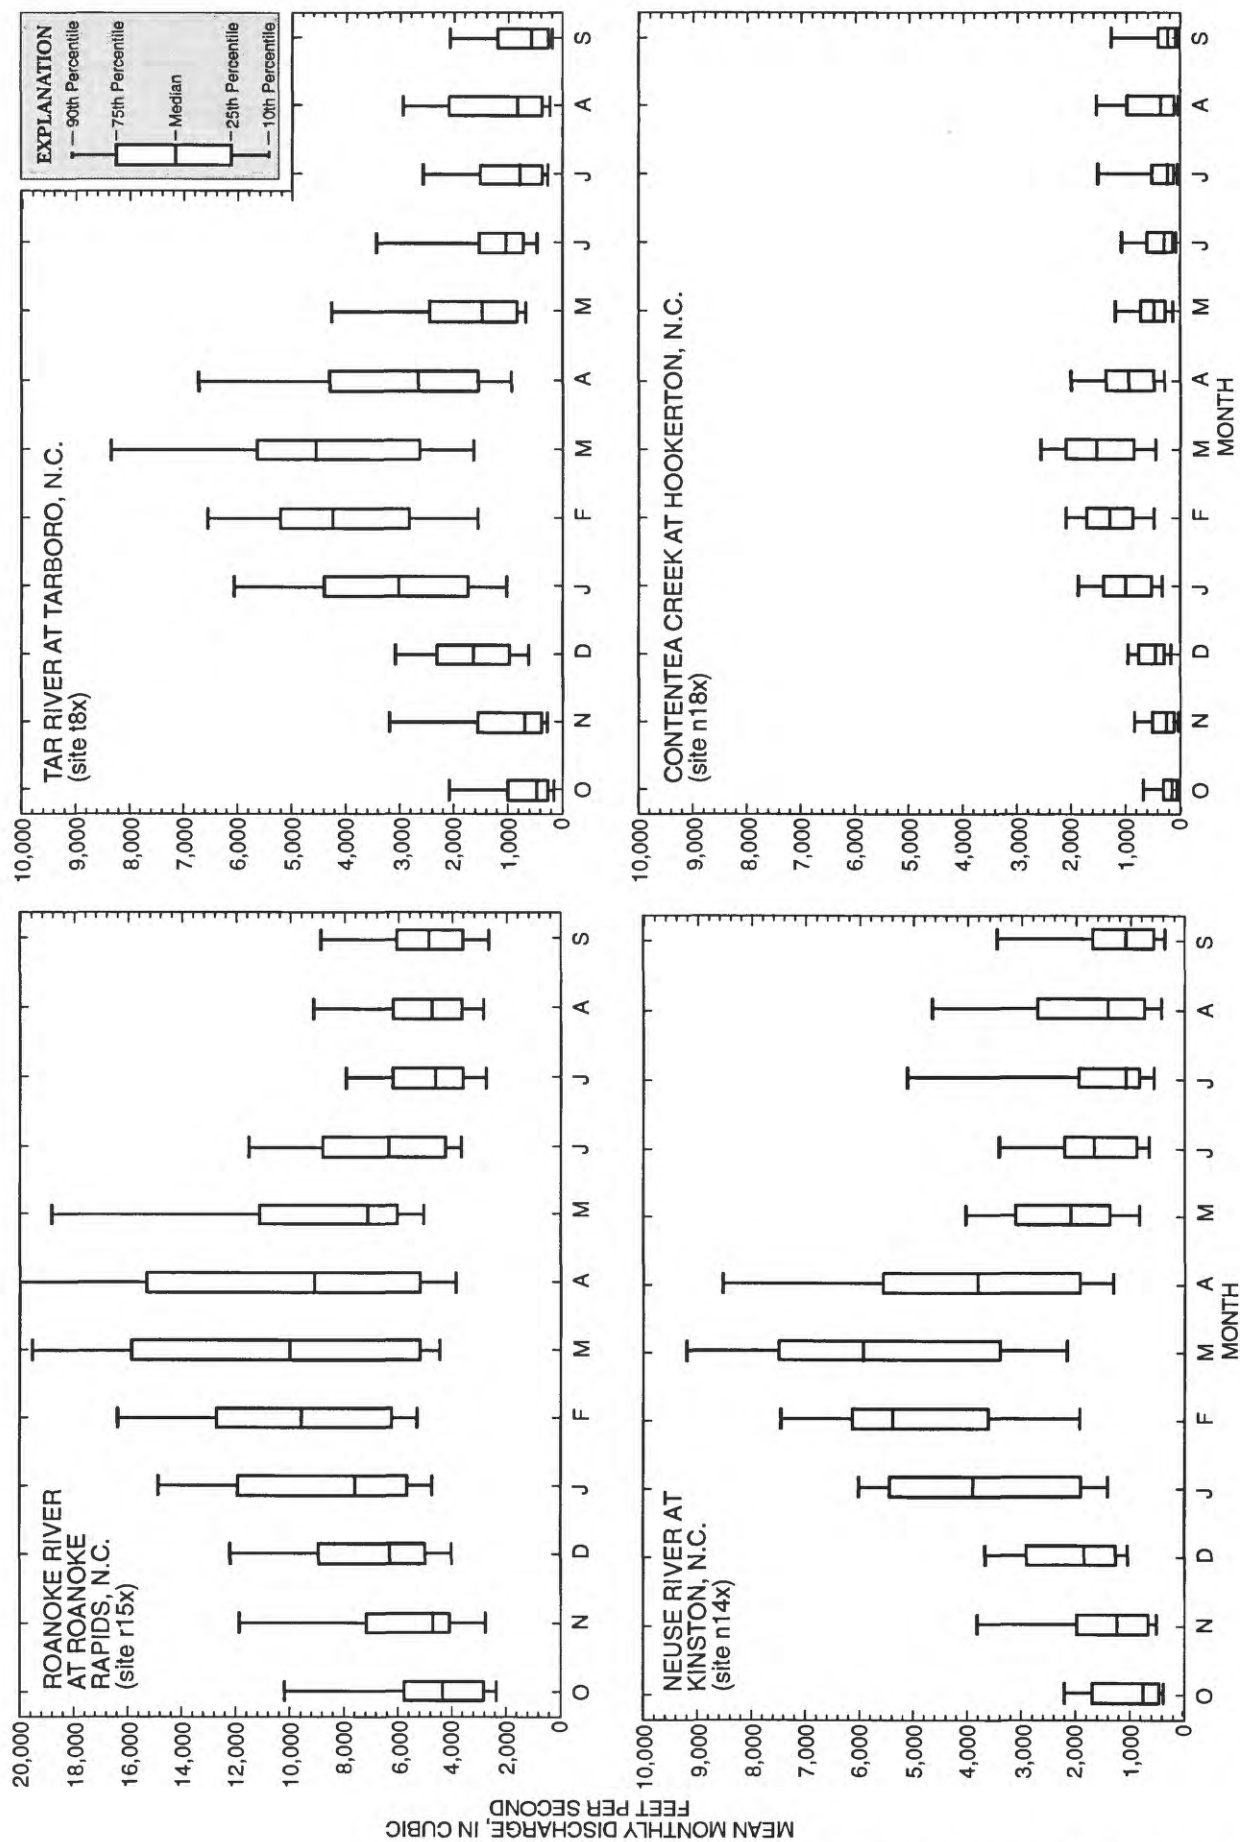 MEAN MONTHLY DISCHARGE, IN CUBIC
FEET PER SECOND
ROANOKE RIVER
AT ROANOKE
RAPIDS, N.C.
(site r15x)
20,000
18,000
16,000
14,000
12,000
10,000
8,000
6,000
4,000
2,000
0
O N D J F M A M J J A S
TAR RIVER AT TARBORO, N.C.
(site t8x)
10,000
9,000
8,000
7,000
6,000
5,000
4,000
3,000
2,000
1,000
0
O N D J F M A M J J A S
EXPLANATION
90th Percentile
75th Percentile
Median
25th Percentile
10th Percentile
NEUSE RIVER AT
KINSTON, N.C.
(site n14x)
10,000
9,000
8,000
7,000
6,000
5,000
4,000
3,000
2,000
1,000
0
O N D J F M A M J J A S
MONTH
CONTENTEA CREEK AT HOOKERTON, N.C.
(site n18x)
10,000
9,000
8,000
7,000
6,000
5,000
4,000
3,000
2,000
1,000
0
O N D J F M A M J J A S
MONTH